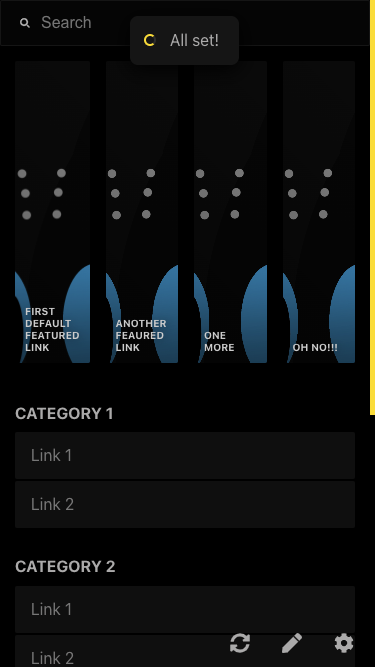 Search
All set!
FIRST
DEFAULT
FEATURED
LINK
ANOTHER
FEAURED
LINK
ONE
MORE
OH NO!!!
CATEGORY 1
Link 1
Link 2
CATEGORY 2
Link 1
Link 2